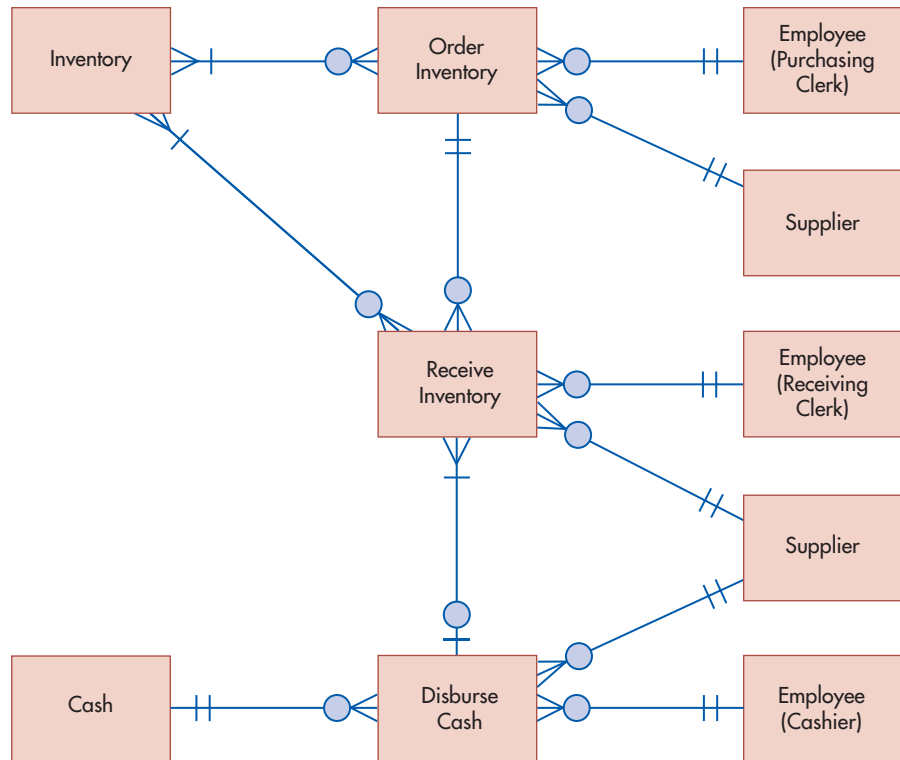 Inventory
Order
Inventory
Employee
(Purchasing
Clerk)
Supplier
Receive
Inventory
Employee
(Receiving
Clerk)
Supplier
Cash
Disburse
Cash
Employee
(Cashier)